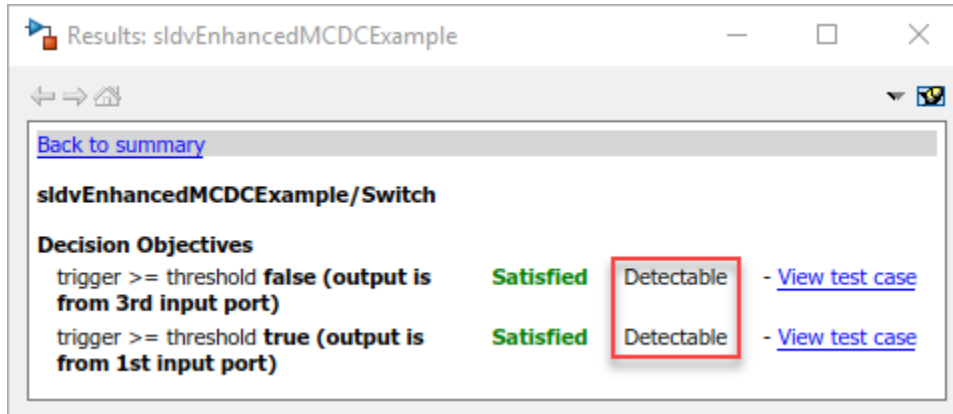 Results: sldvEnhancedMCDCExample
Back to summary
sldvEnhancedMCDCExample/Switch
Decision Objectives
trigger >= threshold false (output is Satisfied Detectable - View test case
from 3rd input port)
trigger >= threshold true (output is Satisfied Detectable - View test case
from 1st input port)